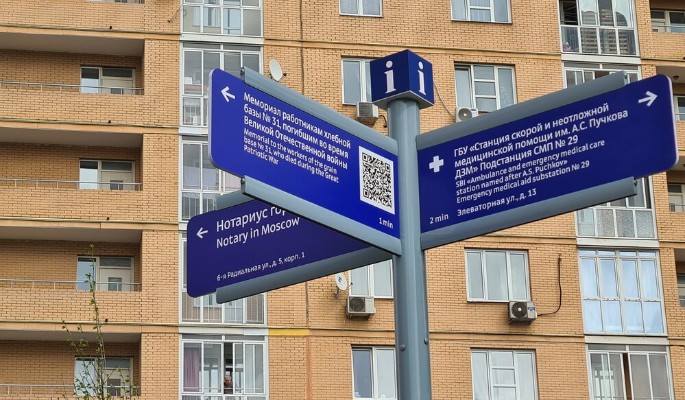 i i
←
Мемориал работникам хлебной
базы № 31, погибшим во время
Великой Отечественной войны
Memorial to the workers of the grain
base № 31, who died during the Great
Patriotic War
1 min
→
ГБУ «Станция скорой и неотложной
медицинской помощи им. А.С. Пучкова
ДЗМ» Подстанция СМП № 29
SBI «Ambulance and emergency medical care
station named after A.S. Puchkov»
Emergency medical aid substation № 29
2 min
Элеваторная ул., д. 13
←
Нотариус
Notary in Moscow
6-я Радиальная ул., д. 5, корп. 1